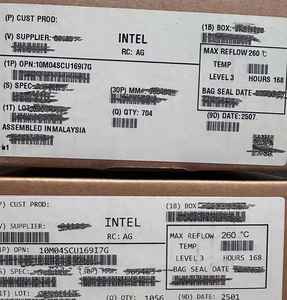 (P) CUST PROD:
(V) SUPPLIER: INTEL (1B) BOX:
RC: AG
(1P) OPN:10M04SCU169I7G MAX REFLOW 260 °C
TEMP
(S) SPEC: (30P) MM#: LEVEL 3 HOURS 168
BAG SEAL DATE
(1T) LOT: (Q) QTY: 704 (9D) DATE:2507
ASSEMBLED IN MALAYSIA
e1
CUST PROD:
(V) SUPPLIER INTEL (1B) BOX
RC: AG
(1P) OPN: 10M04SCU169I7G MAX REFLOW 260 °C
TEMP
(S) SPEC: (30P) MM#: LEVEL 3 HOURS 168
BAG SEAL DATE
LOT: (Q) QTY: 1056 (9D) DATE: 2501